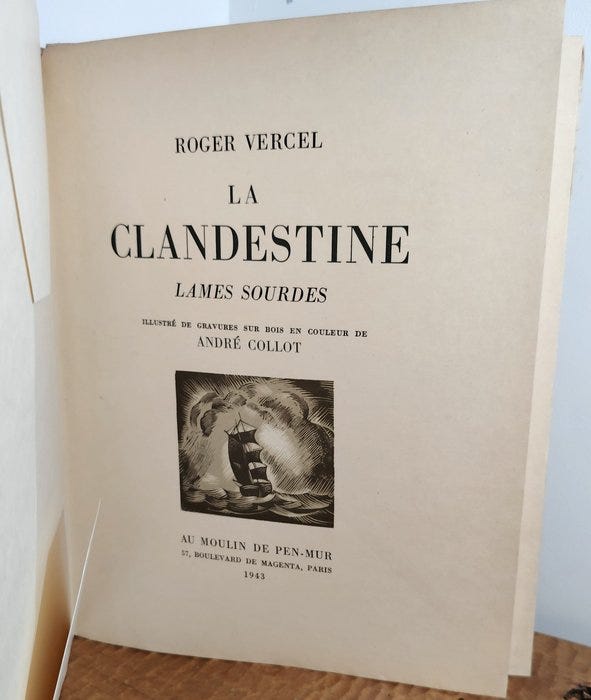 ROGER VERCEL
LA
CLANDESTINE
LAMES SOURDES
ILLUSTRÉ DE GRAVURES SUR BOIS EN COULEUR DE
ANDRÉ COLLOT
AU MOULIN DE PEN-MUR
57, BOULEVARD DE MAGENTA, PARIS
1943